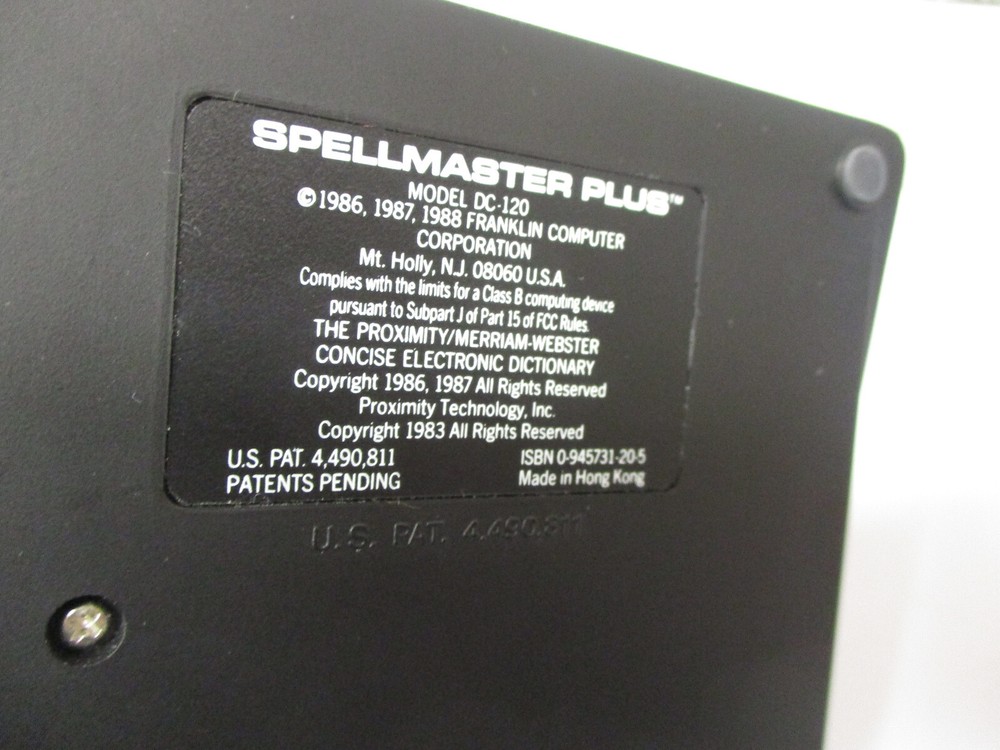 SPELLMASTER PLUS™
MODEL DC-120
©1986, 1987, 1988 FRANKLIN COMPUTER
CORPORATION
Mt. Holly, N.J. 08060 U.S.A.
Complies with the limits for a Class B computing device
pursuant to Subpart J of Part 15 of FCC Rules.
THE PROXIMITY/MERRIAM-WEBSTER
CONCISE ELECTRONIC DICTIONARY
Copyright 1986, 1987 All Rights Reserved
Proximity Technology, Inc.
Copyright 1983 All Rights Reserved
U.S. PAT. 4,490,811 ISBN 0-945731-20-5
PATENTS PENDING Made in Hong Kong
U.S. PAT. 4,490,811